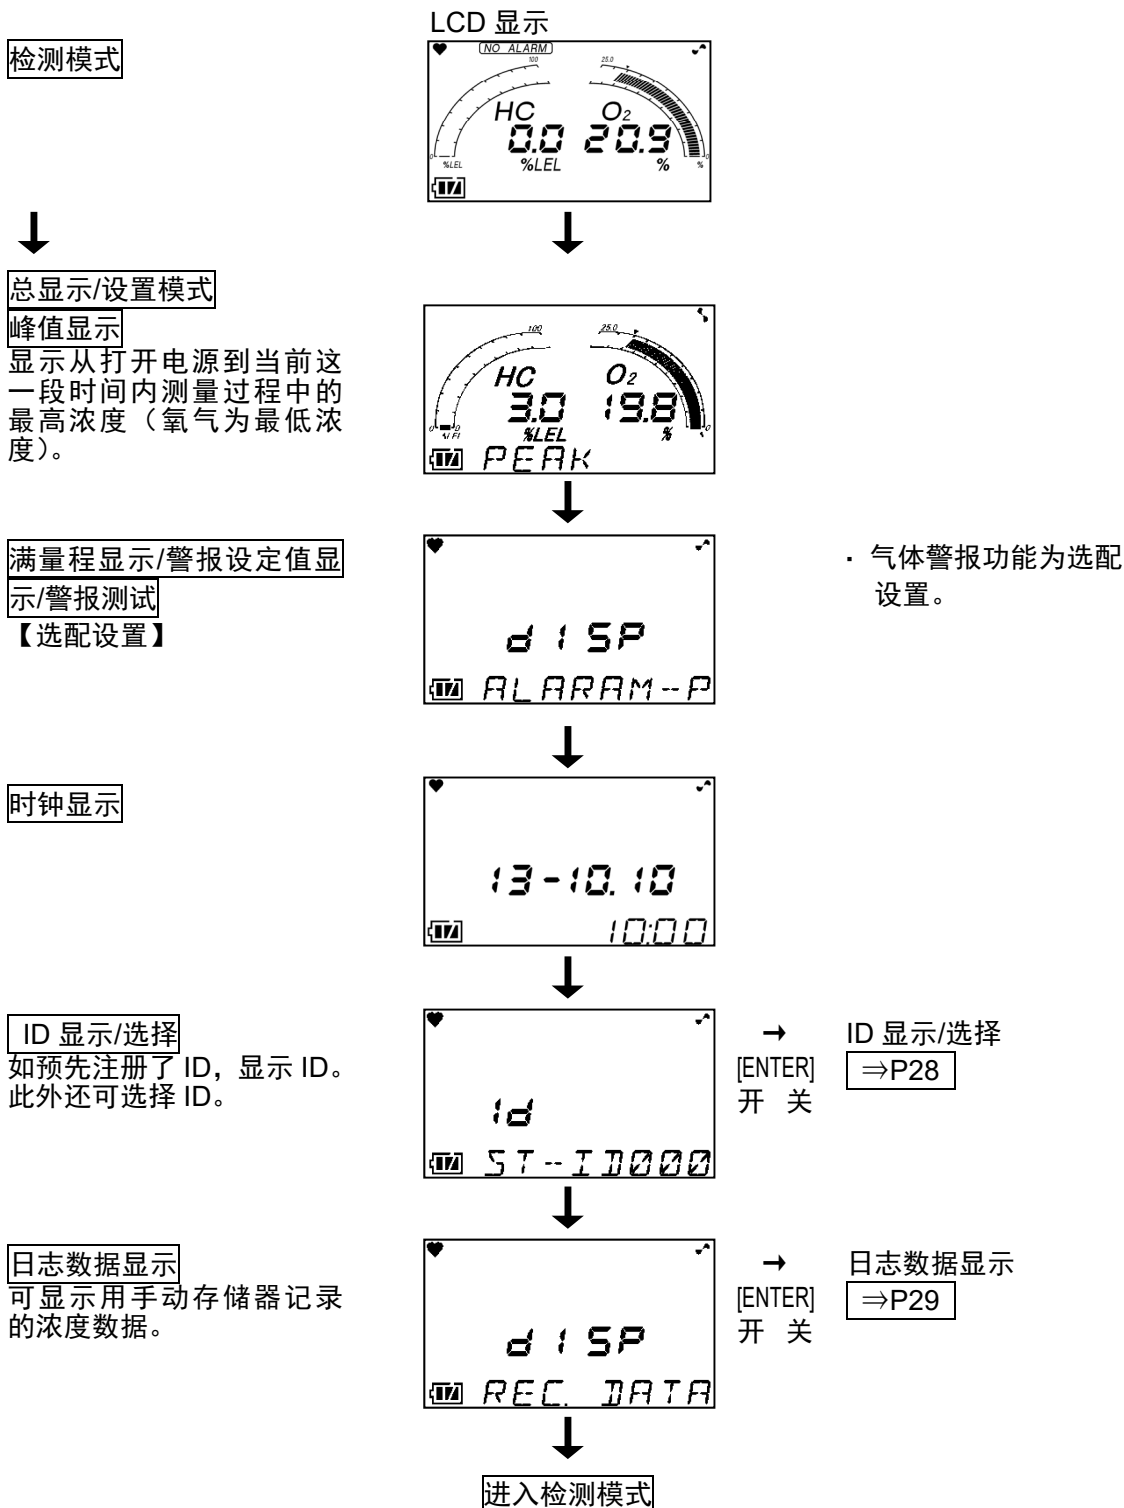 LCD 显示
检测模式
NO ALARM
100
25.0
HC
O2
0.0
20.9
%LEL
%
0
%LEL
%
0
总显示/设置模式
峰值显示
显示从打开电源到当前这
一段时间内测量过程中的
最高浓度（氧气为最低浓
度）。
100
25.0
HC
O2
3.0
19.8
%LEL
%
0
0
PEAK
满量程显示/警报设定值显
示/警报测试
【选配设置】
d1SP
ALARAM--P
· 气体警报功能为选配
设置。
时钟显示
13-10.10
10:00
ID 显示/选择
如预先注册了 ID，显示 ID。
此外还可选择 ID。
1d
ST--ID000
→
[ENTER]
开 关
ID 显示/选择
⇒P28
日志数据显示
可显示用手动存储器记录
的浓度数据。
d1SP
REC. DATA
→
[ENTER]
开 关
日志数据显示
⇒P29
进入检测模式